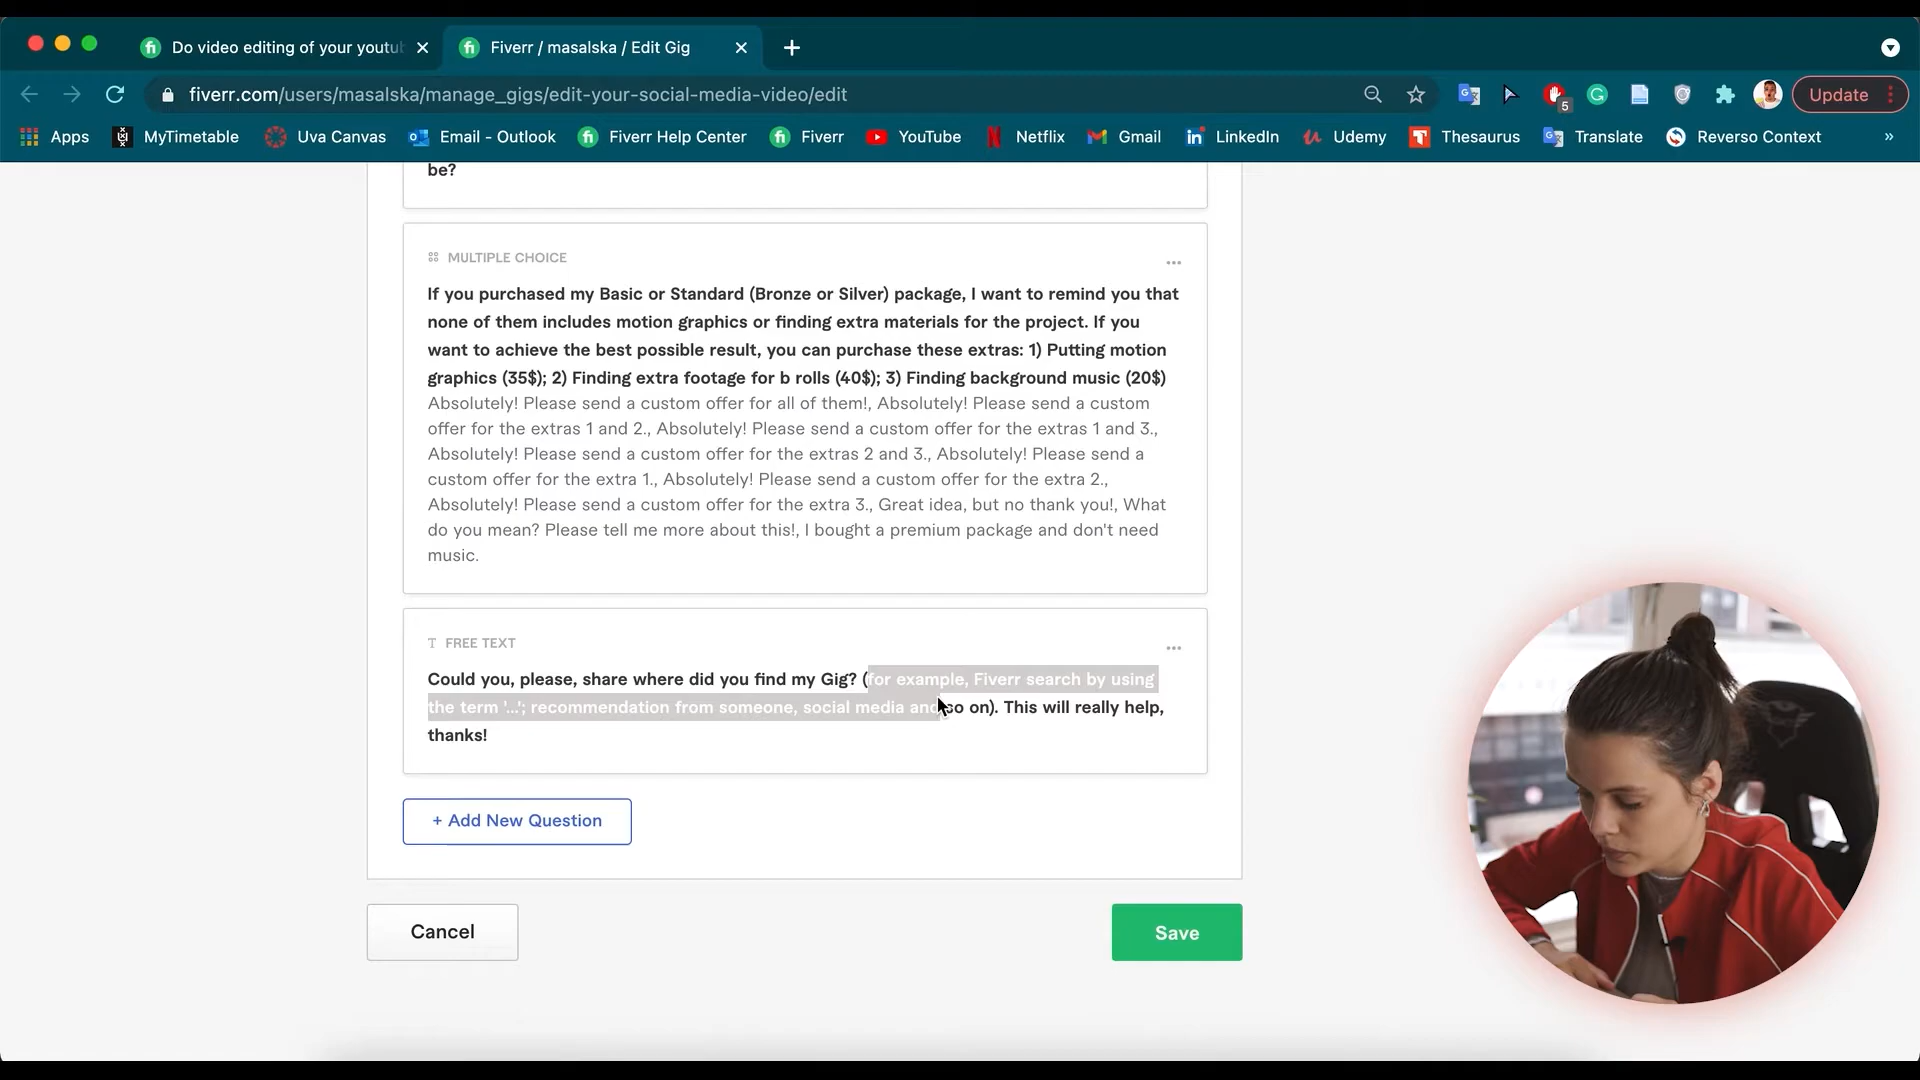 Do video editing of your youtu
Fiverr / masalska / Edit Gig
fiverr.com/users/masalska/manage_gigs/edit-your-social-media-video/edit
5
Update
Apps
MyTimetable
Uva Canvas
Email - Outlook
Fiverr Help Center
Fiverr
YouTube
Netflix
Gmail
LinkedIn
Udemy
Thesaurus
Translate
Reverso Context
»
be?
MULTIPLE CHOICE
If you purchased my Basic or Standard (Bronze or Silver) package, I want to remind you that
none of them includes motion graphics or finding extra materials for the project. If you
want to achieve the best possible result, you can purchase these extras: 1) Putting motion
graphics (35$); 2) Finding extra footage for b rolls (40$); 3) Finding background music (20$)
Absolutely! Please send a custom offer for all of them!, Absolutely! Please send a custom
offer for the extras 1 and 2., Absolutely! Please send a custom offer for the extras 1 and 3.,
Absolutely! Please send a custom offer for the extras 2 and 3., Absolutely! Please send a
custom offer for the extra 1., Absolutely! Please send a custom offer for the extra 2.,
Absolutely! Please send a custom offer for the extra 3., Great idea, but no thank you!, What
do you mean? Please tell me more about this!, I bought a premium package and don't need
music.
T FREE TEXT
Could you, please, share where did you find my Gig? (for example, Fiverr search by using
the term '...'; recommendation from someone, social media and so on). This will really help,
thanks!
+ Add New Question
Cancel
Save